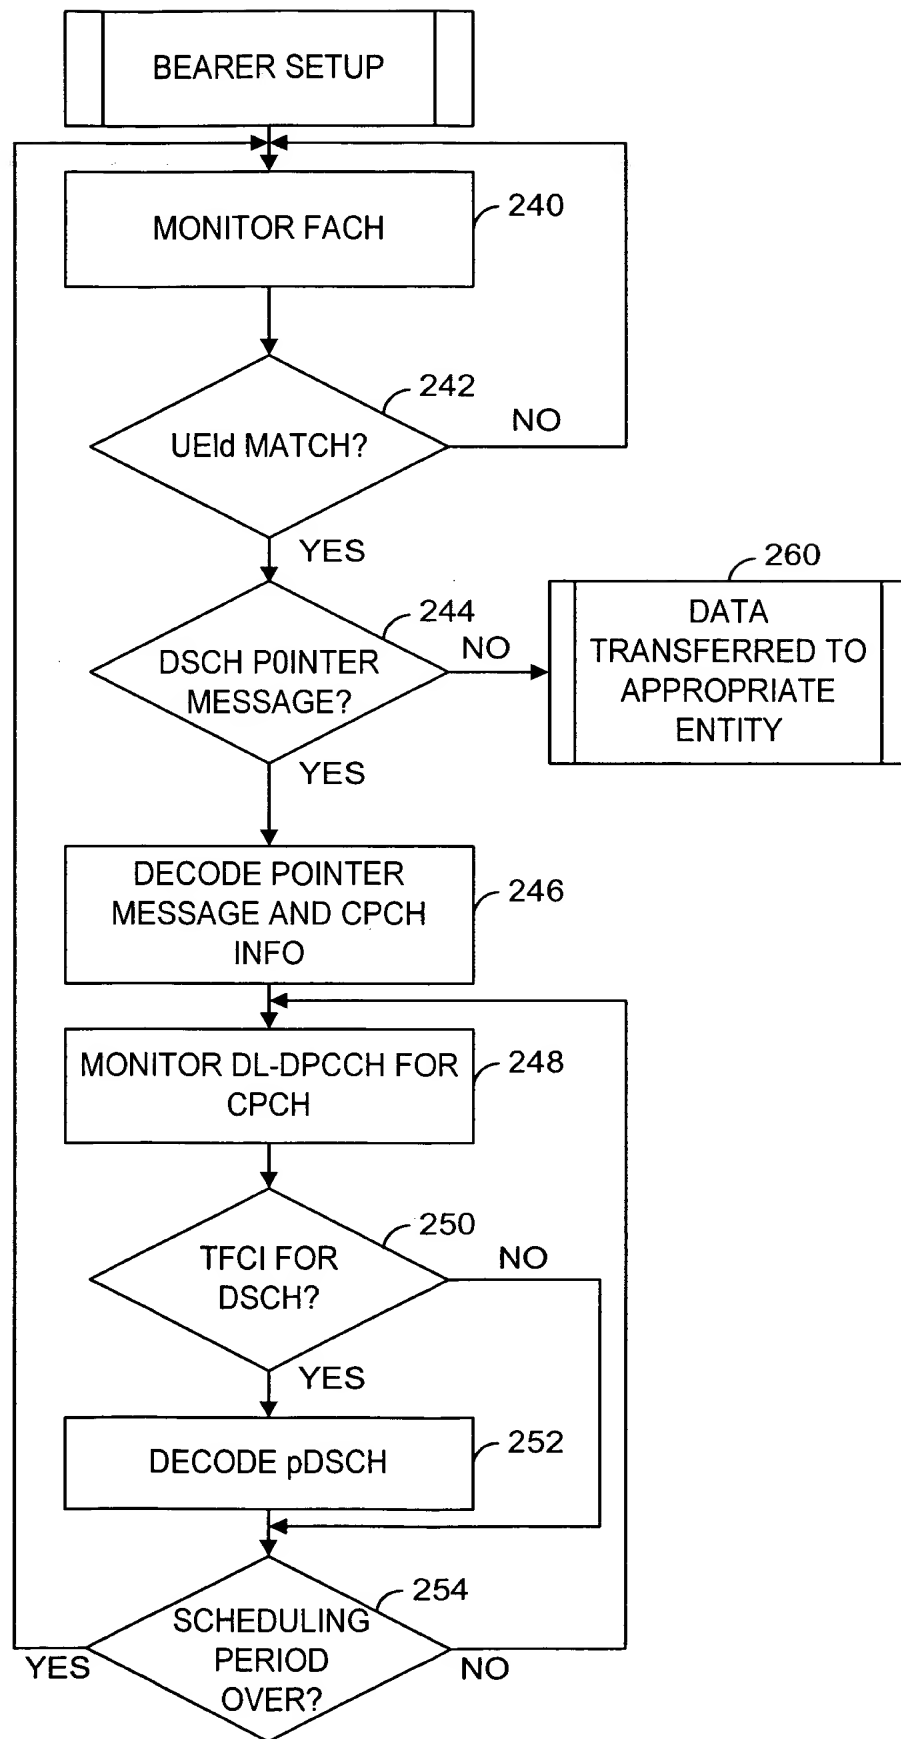 BEARER SETUP
MONITOR FACH
240
242
UEId MATCH?
NO
YES
260
244
DSCH P0INTER
MESSAGE?
NO
DATA
TRANSFERRED TO
APPROPRIATE
ENTITY
YES
DECODE POINTER
MESSAGE AND CPCH
INFO
246
MONITOR DL-DPCCH FOR
CPCH
248
250
TFCI FOR
DSCH?
NO
YES
DECODE pDSCH
252
254
SCHEDULING
PERIOD
OVER?
YES
NO